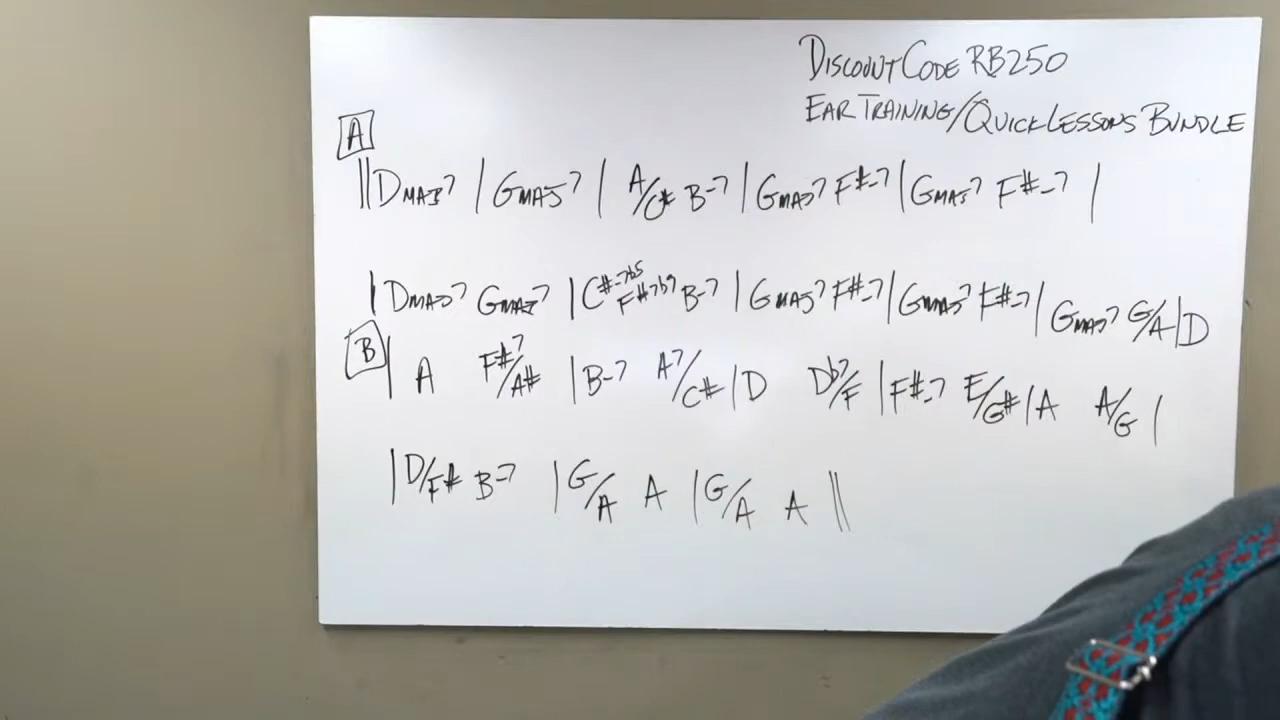 DISCOUNT CODE RB250
EAR TRAINING/QUICK LESSONS BUNDLE
A
||DMAJ7 | GMAJ7 | A/C# B-7 | GMAJ7 F#-7 | GMAJ7 F#-7 |
| DMAJ7 GMAJ7 | C#-7b5 F#7b9 B-7 | GMAJ7 F#-7 | GMAJ7 F#-7 | GMAJ7 G/A | D
B
| A F#7/A# | B-7 A7/C# | D Db7/F | F#-7 E/G# | A A/G |
| D/F# B-7 | G/A A | G/A A ||